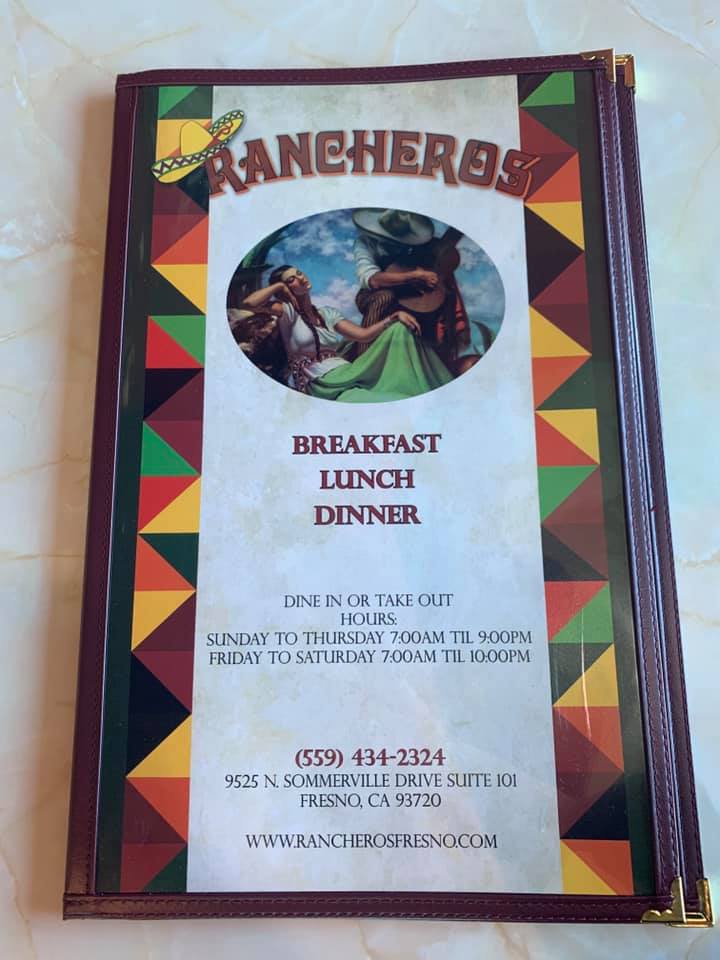 RANCHEROS
BREAKFAST
LUNCH
DINNER
DINE IN OR TAKE OUT
HOURS:
SUNDAY TO THURSDAY 7:00AM TIL 9:00PM
FRIDAY TO SATURDAY 7:00AM TIL 10:00PM
(559) 434-2324
9525 N. SOMMERVILLE DRIVE SUITE 101
FRESNO, CA 93720
WWW.RANCHEROSFRESNO.COM